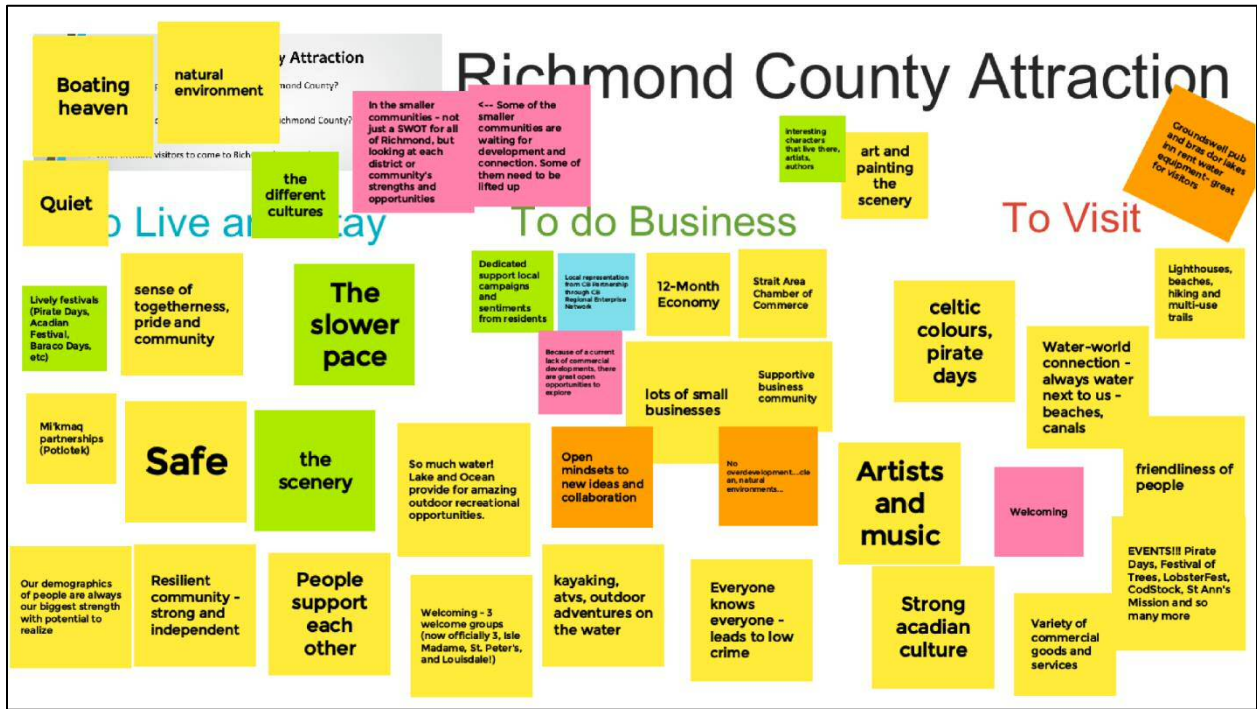 Richmond County Attraction
y Attraction
mond County?
Richmond County?
visitors to come to Rich
Boating
heaven
natural
environment
Quiet
the
different
cultures
In the smaller
communities - not
just a SWOT for all
of Richmond, but
looking at each
district or
community's
strengths and
opportunities
<-- Some of the
smaller
communities are
waiting for
development and
connection. Some of
them need to be
lifted up
Interesting
characters
that live there,
artists,
authors
art and
painting
the
scenery
Groundswell pub
and bras dor lakes
inn rent water
equipment- great
for visitors
o Live an tay
To do Business
To Visit
Lively festivals
(Pirate Days,
Acadian
Festival,
Baraco Days,
etc)
sense of
togetherness,
pride and
community
The
slower
pace
Mi'kmaq
partnerships
(Potlotek)
Safe
the
scenery
So much water!
Lake and Ocean
provide for amazing
outdoor recreational
opportunities.
Our demographics
of people are always
our biggest strength
with potential to
realize
Resilient
community -
strong and
independent
People
support
each
other
Welcoming - 3
welcome groups
(now officially 3, Isle
Madame, St. Peter's,
and Louisdale!)
Dedicated
support local
campaigns
and
sentiments
from residents
Local representation
from CB Partnership
through CB
Regional Enterprise
Network
12-Month
Economy
Strait Area
Chamber of
Commerce
Because of a current
lack of commercial
developments, there
are great open
opportunities to
explore
lots of small
businesses
Supportive
business
community
Open
mindsets to
new ideas and
collaboration
No
overdevelopment...cle
an, natural
environments...
kayaking,
atvs, outdoor
adventures on
the water
Everyone
knows
everyone -
leads to low
crime
celtic
colours,
pirate
days
Lighthouses,
beaches,
hiking and
multi-use
trails
Water-world
connection -
always water
next to us -
beaches,
canals
Artists
and
music
Welcoming
friendliness of
people
Strong
acadian
culture
Variety of
commercial
goods and
services
EVENTS!!! Pirate
Days, Festival of
Trees, LobsterFest,
CodStock, St Ann's
Mission and so
many more